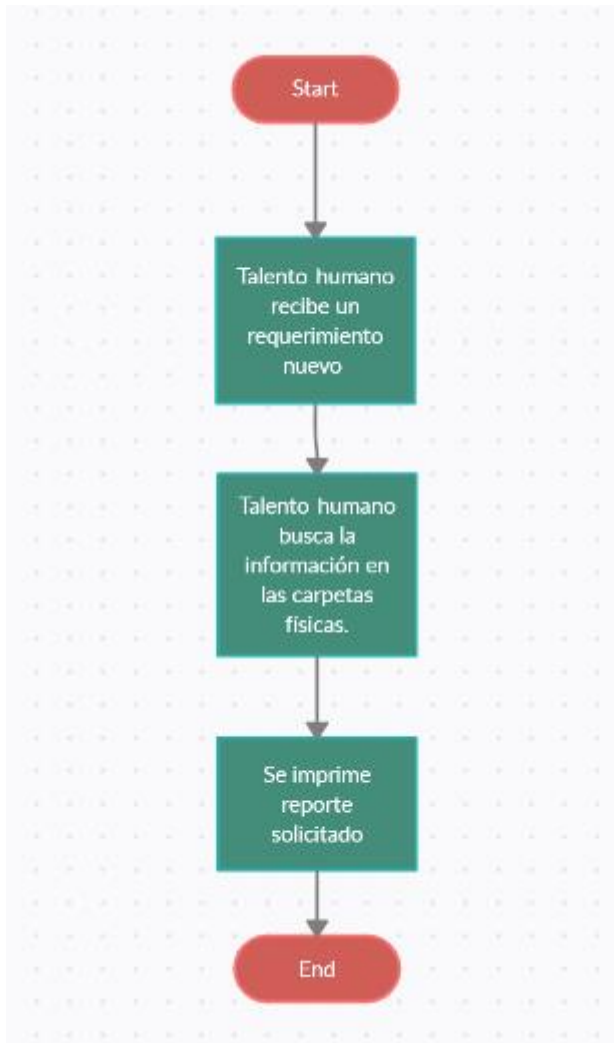 Start
Talento humano
recibe un
requerimiento
nuevo
Talento humano
busca la
información en
las carpetas
físicas.
Se imprime
reporte
solicitado
End